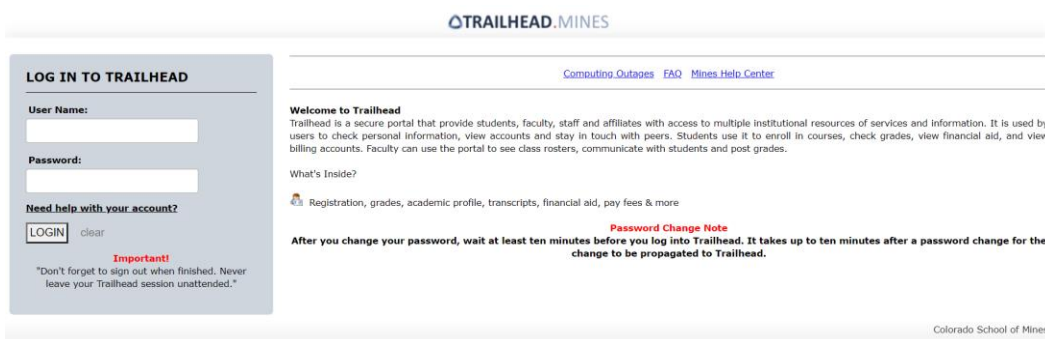 TRAILHEAD.MINES
LOG IN TO TRAILHEAD
User Name:
Password:
Need help with your account?
LOGIN clear
Important!
"Don't forget to sign out when finished. Never
leave your Trailhead session unattended."
Computing Outages FAQ Mines Help Center
Welcome to Trailhead
Trailhead is a secure portal that provide students, faculty, staff and affiliates with access to multiple institutional resources of services and information. It is used by
users to check personal information, view accounts and stay in touch with peers. Students use it to enroll in courses, check grades, view financial aid, and view
billing accounts. Faculty can use the portal to see class rosters, communicate with students and post grades.
What's Inside?
Registration, grades, academic profile, transcripts, financial aid, pay fees & more
Password Change Note
After you change your password, wait at least ten minutes before you log into Trailhead. It takes up to ten minutes after a password change for the
change to be propagated to Trailhead.
Colorado School of Mines